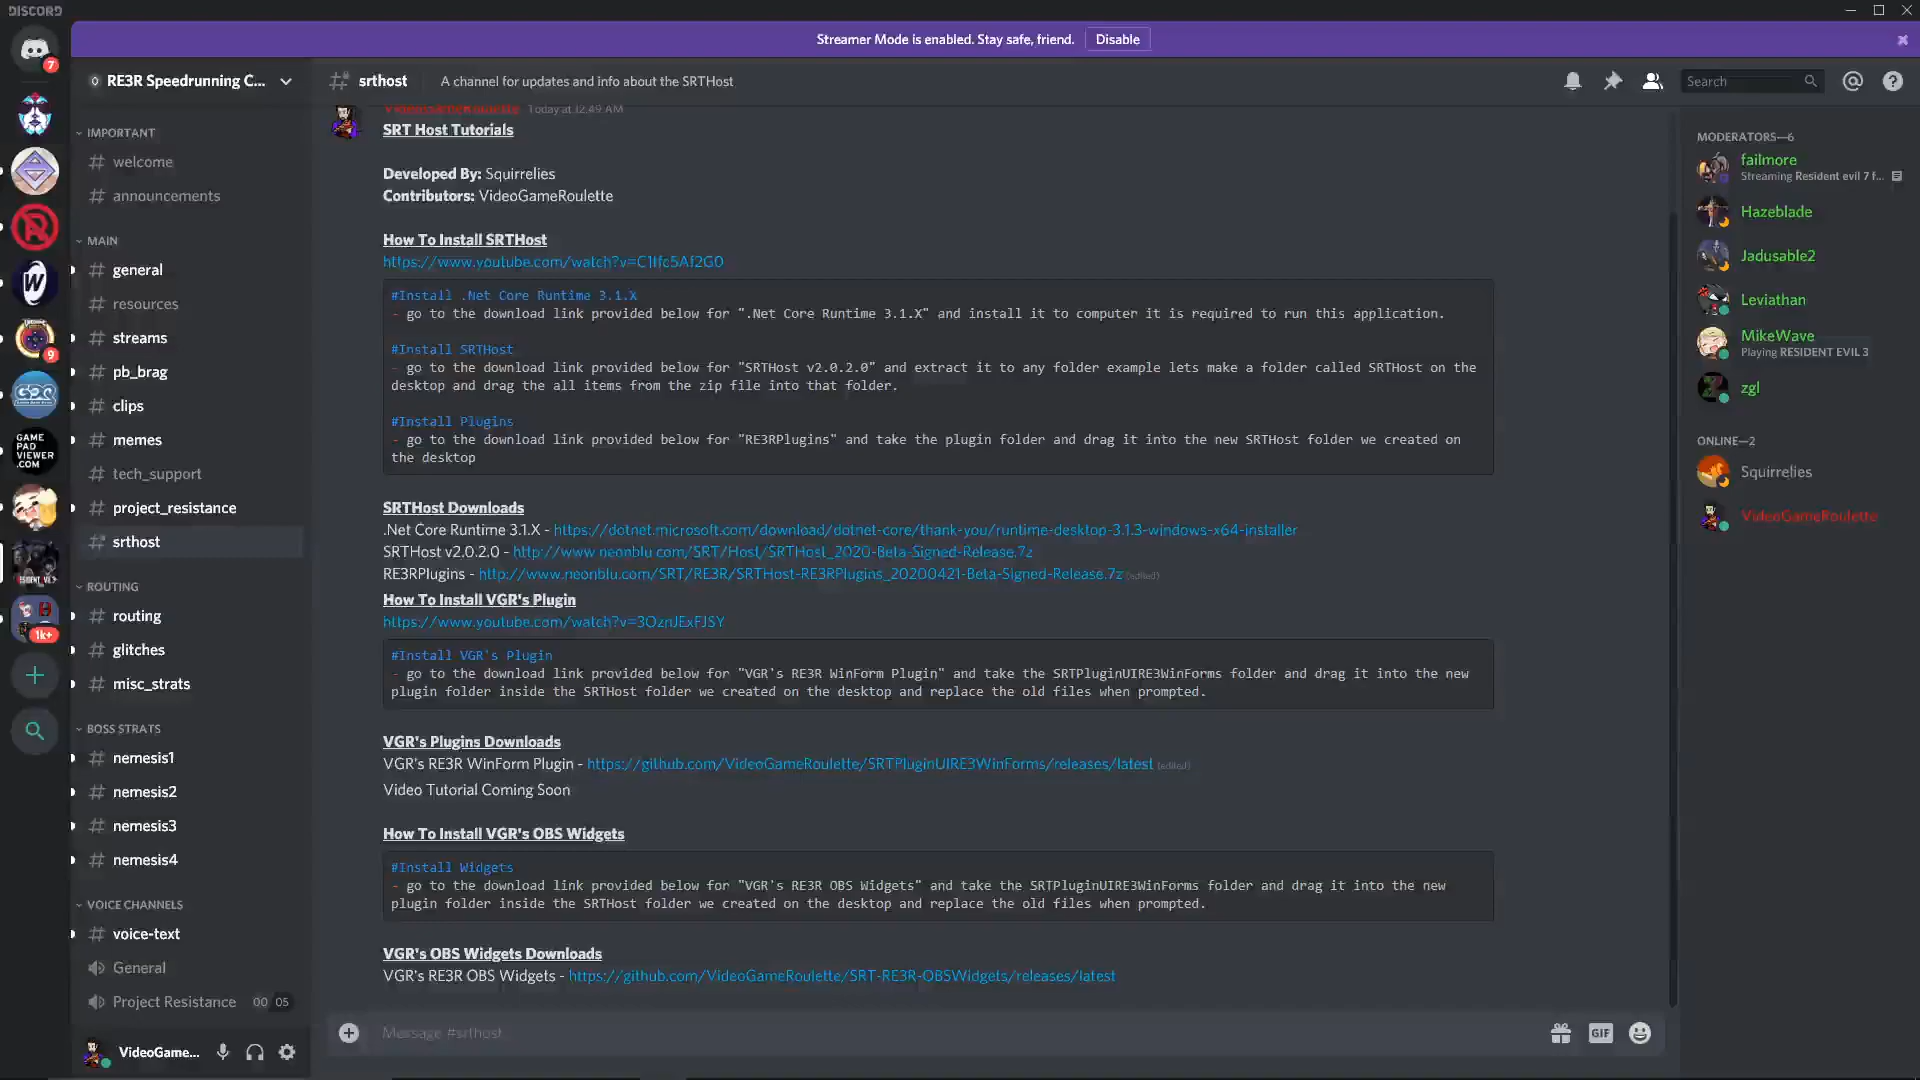 DISCORD
Streamer Mode is enabled. Stay safe, friend. Disable
7
RE3R Speedrunning C...
srthost A channel for updates and info about the SRTHost
Search
IMPORTANT
# welcome
# announcements
MAIN
# general
# resources
# streams
# pb_brag
# clips
# memes
# tech_support
# project_resistance
# srthost
ROUTING
# routing
# glitches
# misc_strats
BOSS STRATS
# nemesis1
# nemesis2
# nemesis3
# nemesis4
VOICE CHANNELS
# voice-text
General
Project Resistance 00 05
VideoGame...
9
GAME
PAD
VIEWER
.COM
1k+
VideoGameRoulette Today at 12:49 AM
SRT Host Tutorials
Developed By: Squirrelies
Contributors: VideoGameRoulette
How To Install SRTHost
#Install .Net Core Runtime 3.1.X
- go to the download link provided below for ".Net Core Runtime 3.1.X" and install it to computer it is required to run this application.
#Install SRTHost
- go to the download link provided below for "SRTHost v2.0.2.0" and extract it to any folder example lets make a folder called SRTHost on the
desktop and drag the all items from the zip file into that folder.
#Install Plugins
- go to the download link provided below for "RE3RPlugins" and take the plugin folder and drag it into the new SRTHost folder we created on
the desktop
SRTHost Downloads
.Net Core Runtime 3.1.X - https://dotnet.microsoft.com/download/dotnet-core/thank-you/runtime-desktop-3.1.3-windows-x64-installer
SRTHost v2.0.2.0 - http://www.neonblu.com/SRT/Host/SRTHost_2020-Beta-Signed-Release.7z
RE3RPlugins - http://www.neonblu.com/SRT/RE3R/SRTHost-RE3RPlugins_20200421-Beta-Signed-Release.7z (edited)
How To Install VGR's Plugin
https://www.youtube.com/watch?v=3OznJExFJSY
#Install VGR's Plugin
- go to the download link provided below for "VGR's RE3R WinForm Plugin" and take the SRTPluginUIRE3WinForms folder and drag it into the new
plugin folder inside the SRTHost folder we created on the desktop and replace the old files when prompted.
VGR's Plugins Downloads
VGR's RE3R WinForm Plugin - https://github.com/VideoGameRoulette/SRTPluginUIRE3WinForms/releases/latest (edited)
Video Tutorial Coming Soon
How To Install VGR's OBS Widgets
#Install Widgets
- go to the download link provided below for "VGR's RE3R OBS Widgets" and take the SRTPluginUIRE3WinForms folder and drag it into the new
plugin folder inside the SRTHost folder we created on the desktop and replace the old files when prompted.
VGR's OBS Widgets Downloads
VGR's RE3R OBS Widgets - https://github.com/VideoGameRoulette/SRT-RE3R-OBSWidgets/releases/latest
Message #srthost
GIF
MODERATORS—6
failmore
Streaming Resident evil 7 f...
Hazeblade
Jadusable2
Leviathan
MikeWave
Playing RESIDENT EVIL 3
zgl
ONLINE—2
Squirrelies
VideoGameRoulette